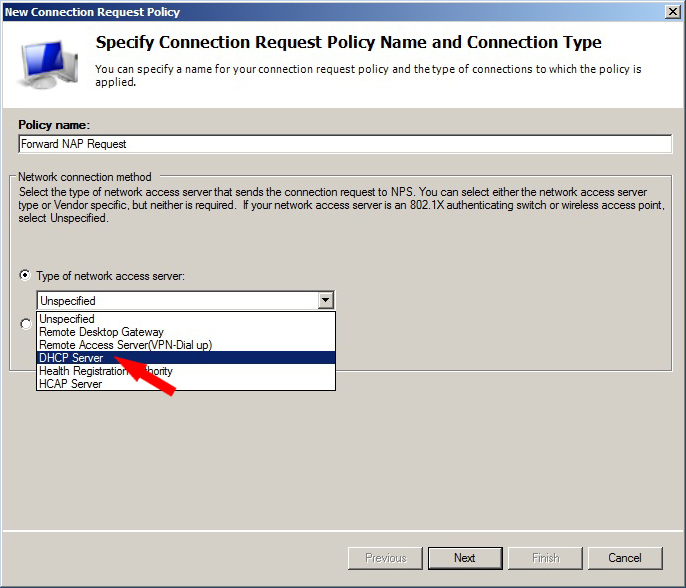 New Connection Request Policy
Specify Connection Request Policy Name and Connection Type
You can specify a name for your connection request policy and the type of connections to which the policy is
applied.
Policy name:
Forward NAP Request
Network connection method
Select the type of network access server that sends the connection request to NPS. You can select either the network access server
type or Vendor specific, but neither is required.  If your network access server is an 802.1X authenticating switch or wireless access point,
select Unspecified.
Type of network access server:
Unspecified
Unspecified
Remote Desktop Gateway
Remote Access Server(VPN-Dial up)
DHCP Server
Health Registration hority
HCAP Server
Previous
Next
Finish
Cancel